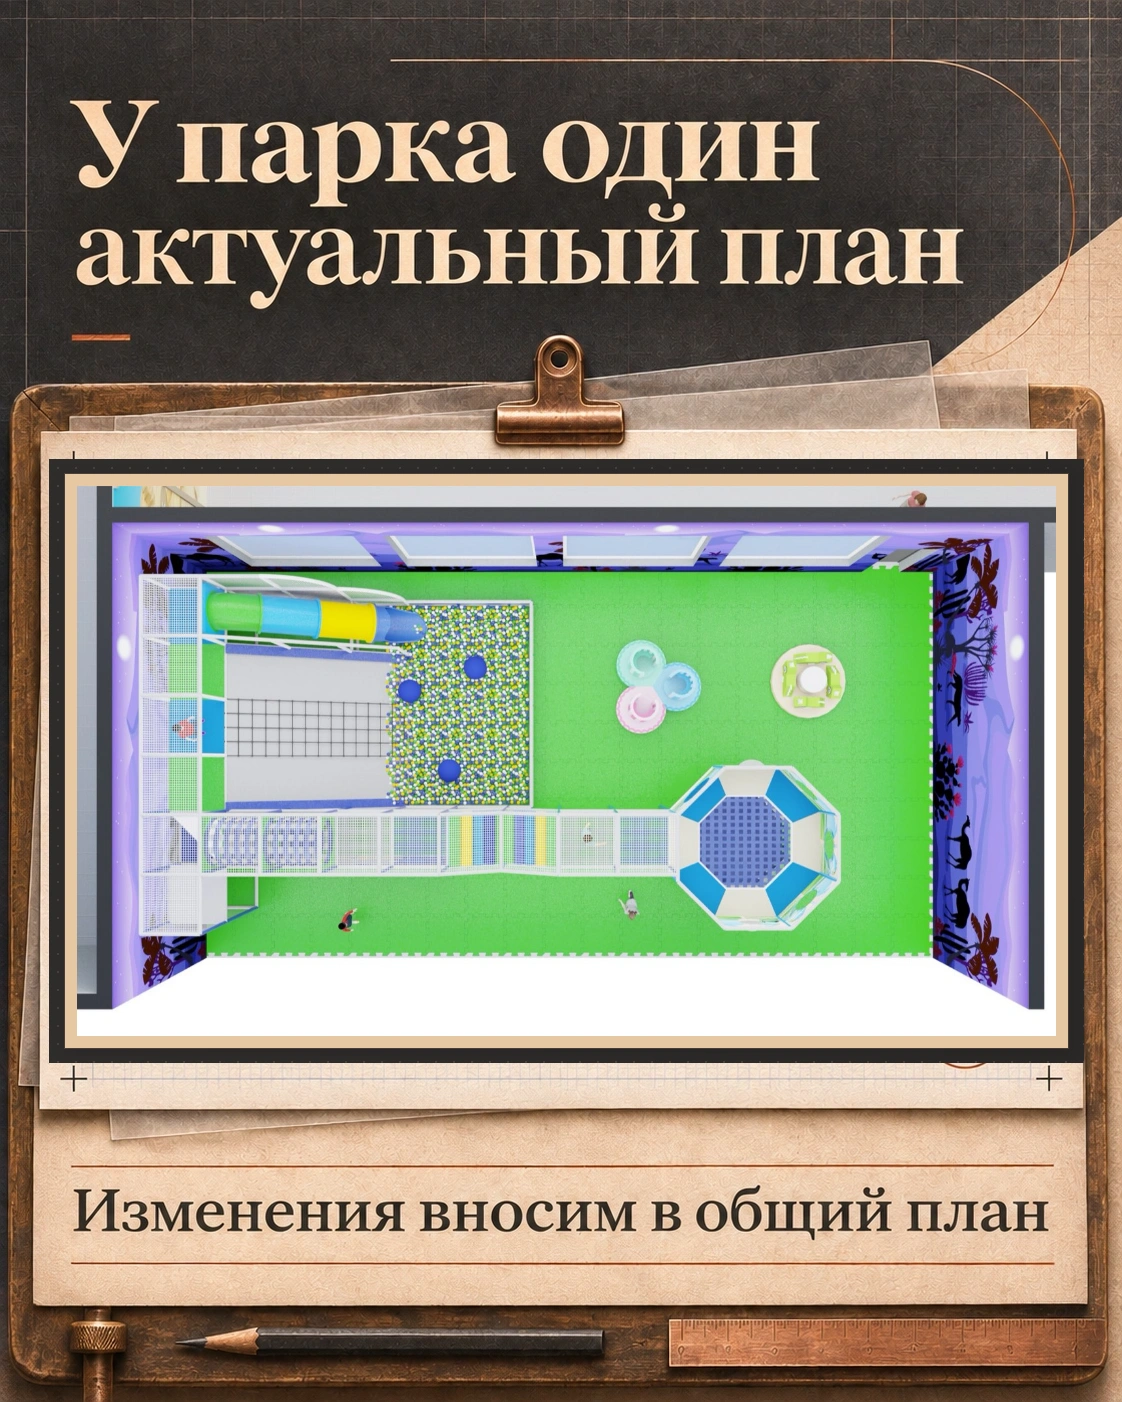 У парка один
актуальный план
Изменения вносим в общий план